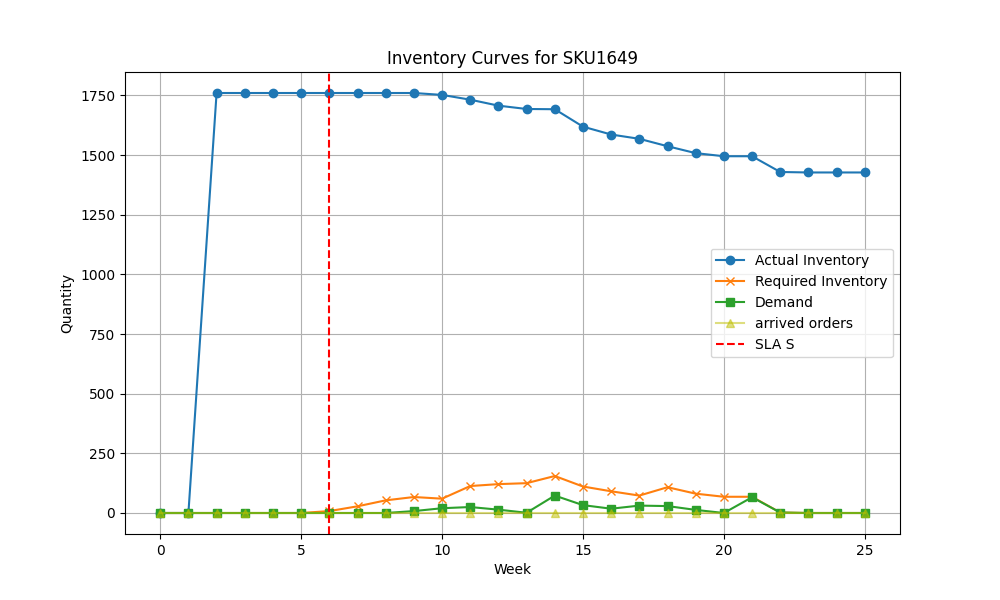 Inventory Curves for SKU1649
Quantity
1750
1500
1250
1000
750
500
250
0
Actual Inventory
Required Inventory
Demand
arrived orders
SLA S
0 5 10 15 20 25
Week